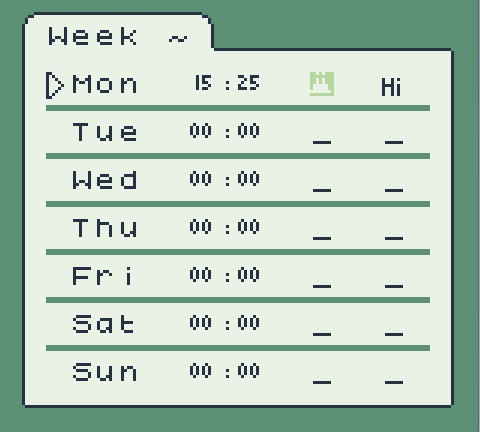 Week ~
Mon 15:25 Hi
Tue 00:00 _ _
Wed 00:00 _ _
Thu 00:00 _ _
Fri 00:00 _ _
Sat 00:00 _ _
Sun 00:00 _ _